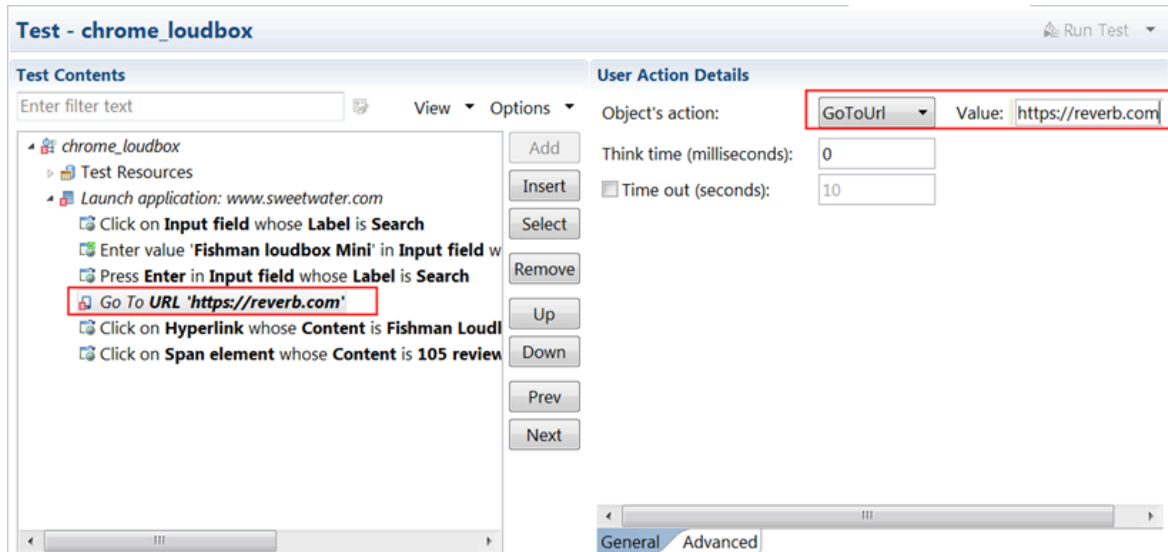 Test - chrome_loudbox
Run Test
Test Contents
User Action Details
Enter filter text
View
Options
Object's action:
GoToUrl
Value:
https://reverb.com
chrome_loudbox
Add
Think time (milliseconds):
0
Test Resources
Insert
Time out (seconds):
10
Launch application: www.sweetwater.com
Click on Input field whose Label is Search
Select
Enter value 'Fishman loudbox Mini' in Input field w
Press Enter in Input field whose Label is Search
Remove
Go To URL 'https://reverb.com'
Up
Click on Hyperlink whose Content is Fishman Loudl
Click on Span element whose Content is 105 review
Down
Prev
Next
General
Advanced